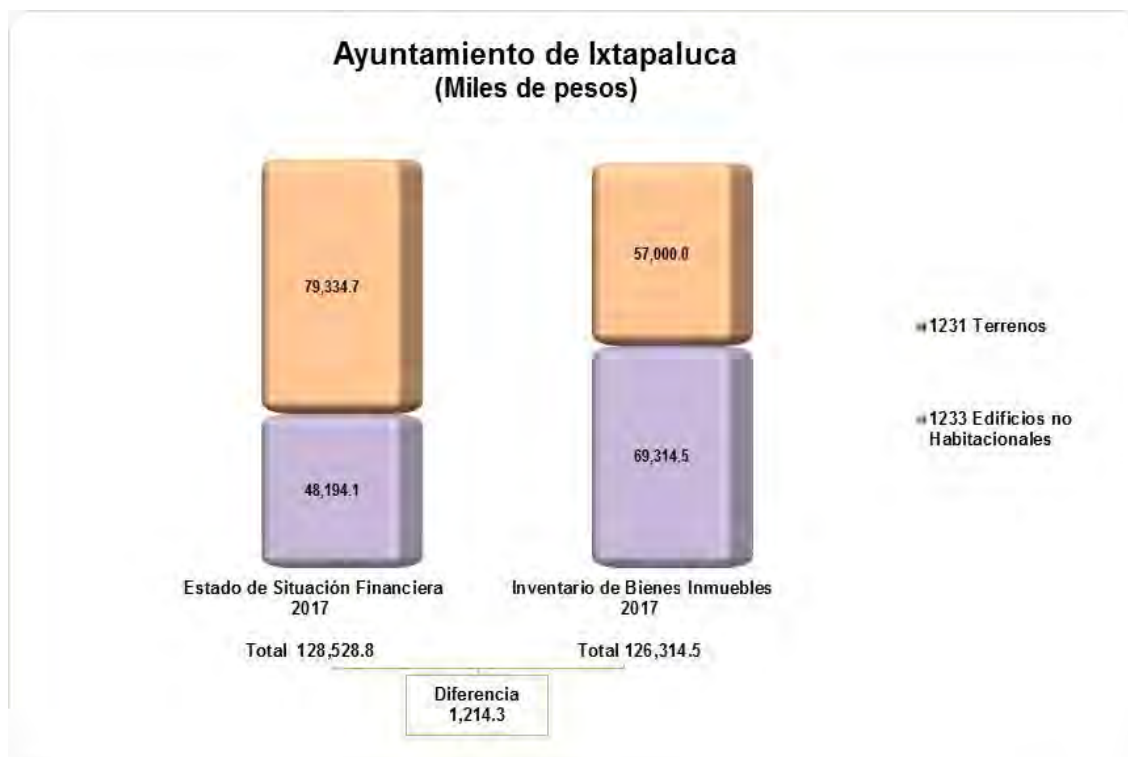 Ayuntamiento de Ixtapaluca
(Miles de pesos)
79,334.7
57,000.0
48,194.1
69,314.5
1231 Terrenos
1233 Edificios no
Habitacionales
Estado de Situación Financiera
2017
Inventario de Bienes Inmuebles
2017
Total 128,528.8
Total 126,314.5
Diferencia
1,214.3